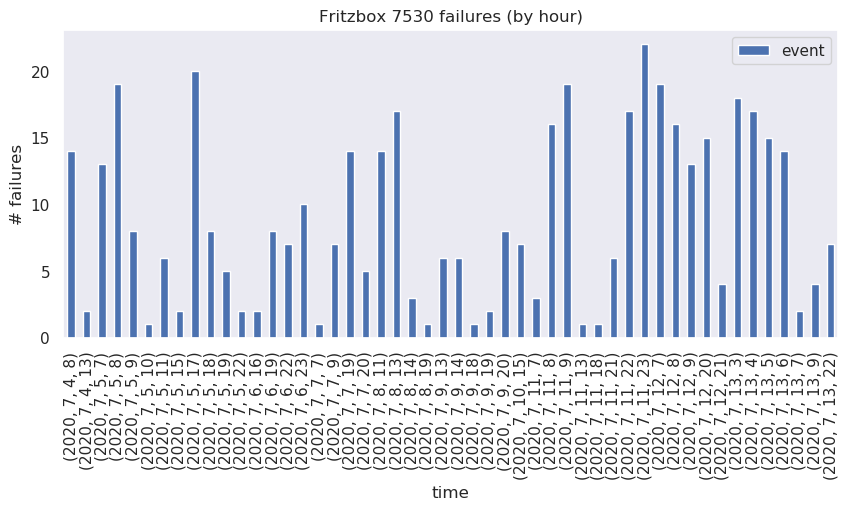 Fritzbox 7530 failures (by hour)
event
# failures
20
15
10
5
0
(2020, 7, 4, 8)
(2020, 7, 4, 13)
(2020, 7, 5, 7)
(2020, 7, 5, 8)
(2020, 7, 5, 9)
(2020, 7, 5, 10)
(2020, 7, 5, 11)
(2020, 7, 5, 15)
(2020, 7, 5, 17)
(2020, 7, 5, 18)
(2020, 7, 5, 19)
(2020, 7, 5, 22)
(2020, 7, 6, 16)
(2020, 7, 6, 19)
(2020, 7, 6, 22)
(2020, 7, 6, 23)
(2020, 7, 7, 7)
(2020, 7, 7, 9)
(2020, 7, 7, 19)
(2020, 7, 7, 20)
(2020, 7, 8, 11)
(2020, 7, 8, 13)
(2020, 7, 8, 14)
(2020, 7, 8, 19)
(2020, 7, 9, 13)
(2020, 7, 9, 14)
(2020, 7, 9, 18)
(2020, 7, 9, 19)
(2020, 7, 9, 20)
(2020, 7, 10, 15)
(2020, 7, 11, 7)
(2020, 7, 11, 8)
(2020, 7, 11, 9)
(2020, 7, 11, 13)
(2020, 7, 11, 18)
(2020, 7, 11, 21)
(2020, 7, 11, 22)
(2020, 7, 11, 23)
(2020, 7, 12, 7)
(2020, 7, 12, 8)
(2020, 7, 12, 9)
(2020, 7, 12, 20)
(2020, 7, 12, 21)
(2020, 7, 13, 3)
(2020, 7, 13, 4)
(2020, 7, 13, 5)
(2020, 7, 13, 6)
(2020, 7, 13, 7)
(2020, 7, 13, 9)
(2020, 7, 13, 22)
time